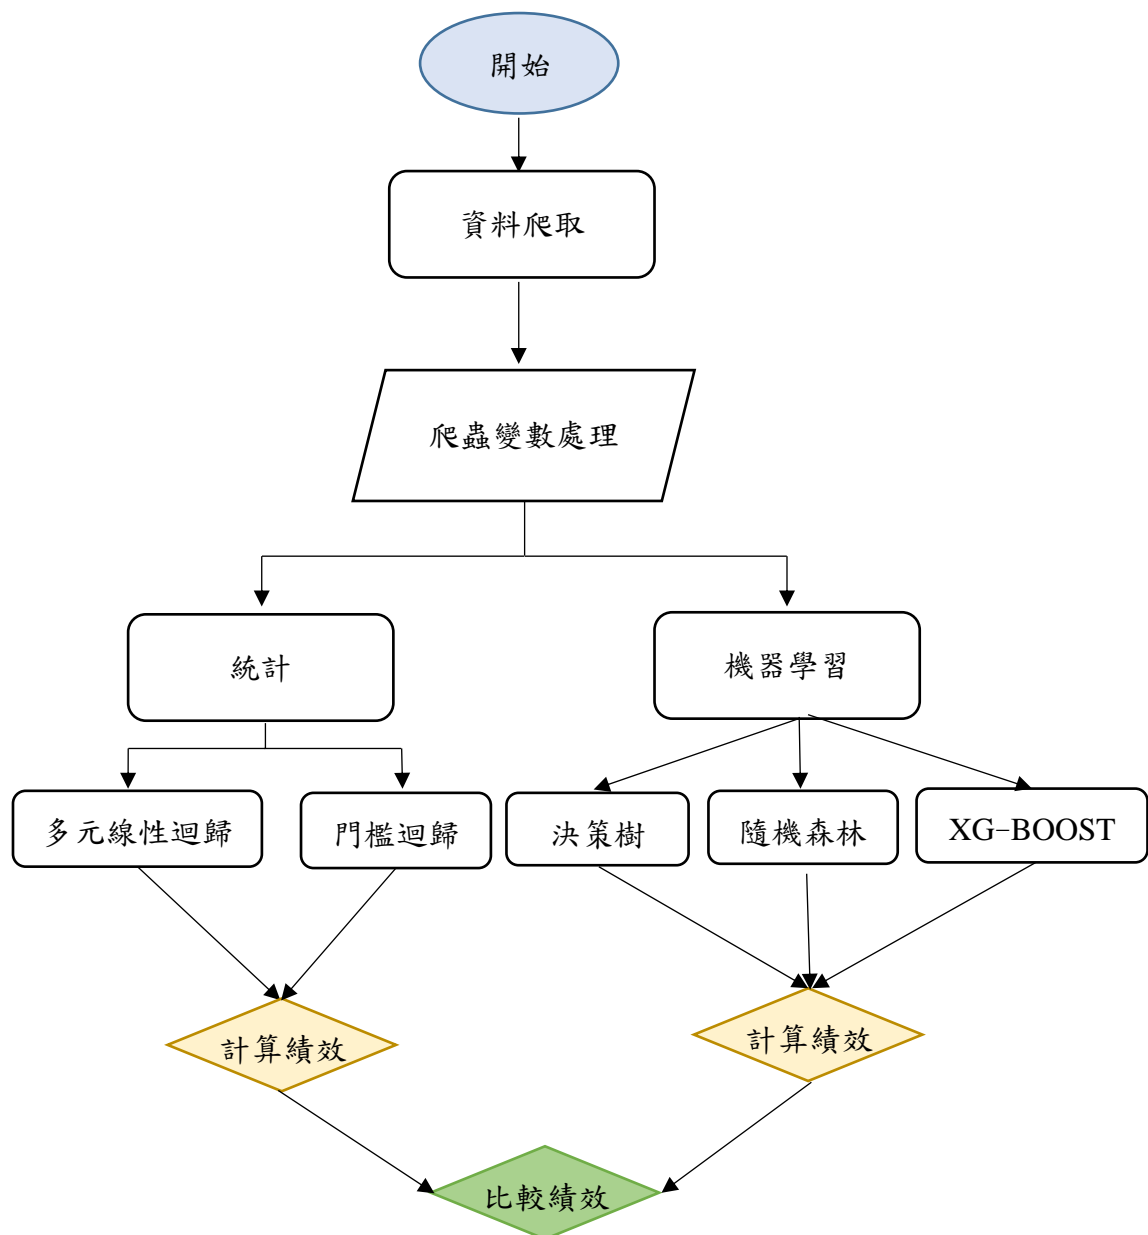 開始
資料爬取
爬蟲變數處理
統計
機器學習
多元線性迴歸
門檻迴歸
決策樹
隨機森林
XG-BOOST
計算績效
計算績效
比較績效